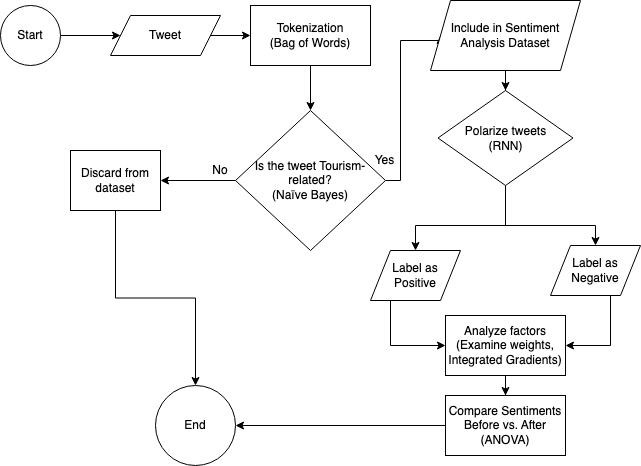 Start
Tweet
Tokenization
(Bag of Words)
Include in Sentiment
Analysis Dataset
Polarize tweets
(RNN)
Is the tweet Tourism-
related?
(Naïve Bayes)
Yes
No
Discard from
dataset
Label as
Positive
Label as
Negative
Analyze factors
(Examine weights,
Integrated Gradients)
Compare Sentiments
Before vs. After
(ANOVA)
End